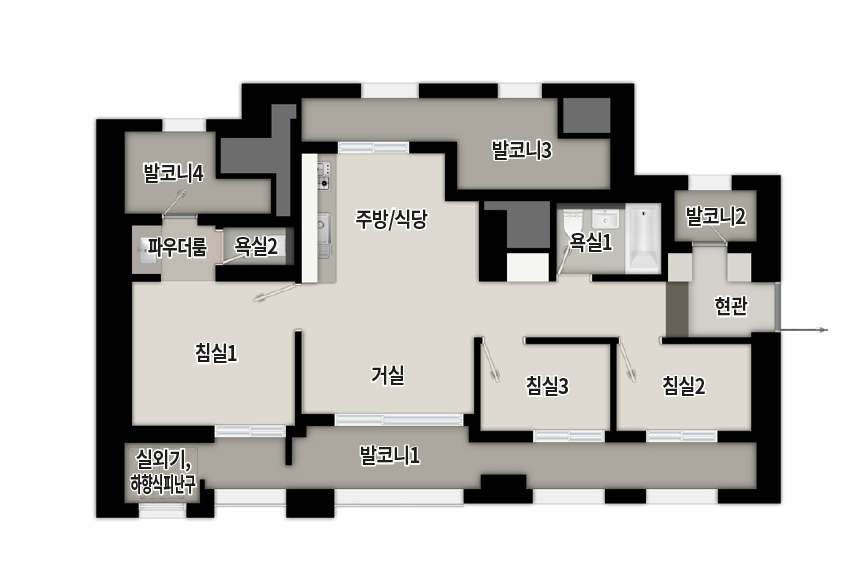 발코니3
발코니4
주방/식당
발코니2
파우더룸
욕실2
욕실1
현관
침실1
거실
침실3
침실2
발코니1
실외기,
하향식피난구